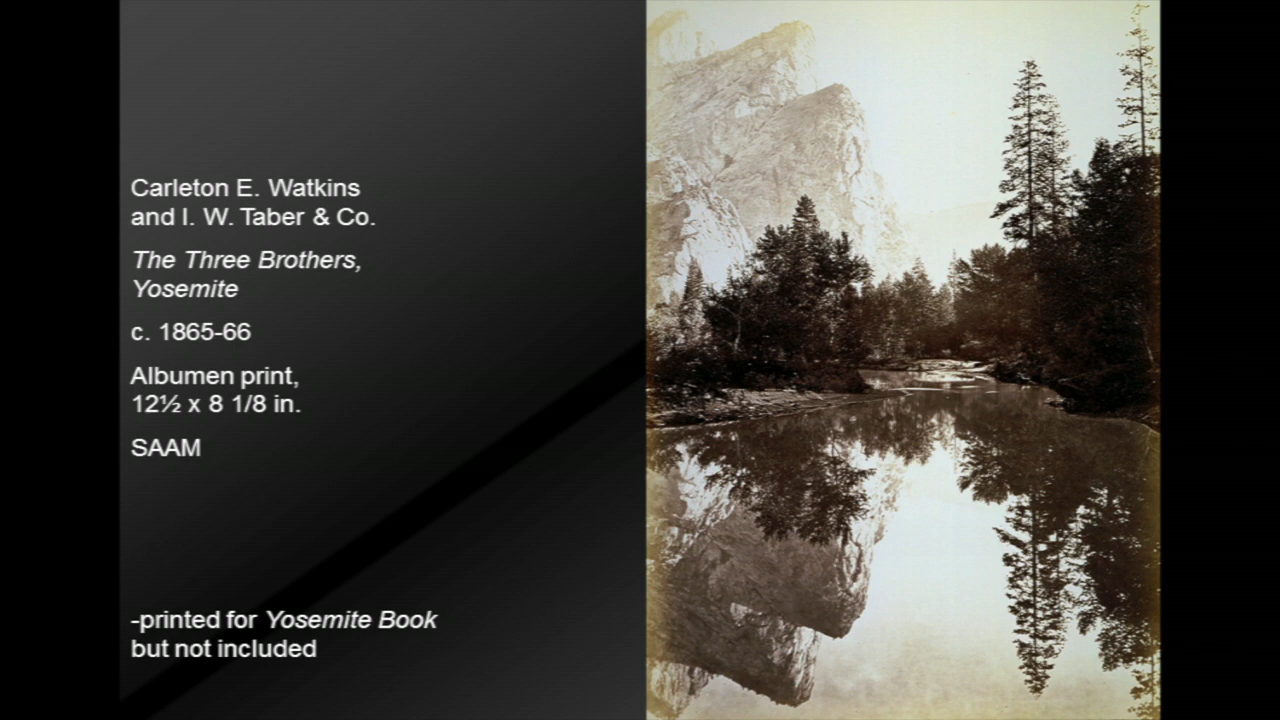 Carleton E. Watkins
and I. W. Taber & Co.
The Three Brothers,
Yosemite
c. 1865-66
Albumen print,
12½ x 8 1/8 in.
SAAM
-printed for Yosemite Book
but not included